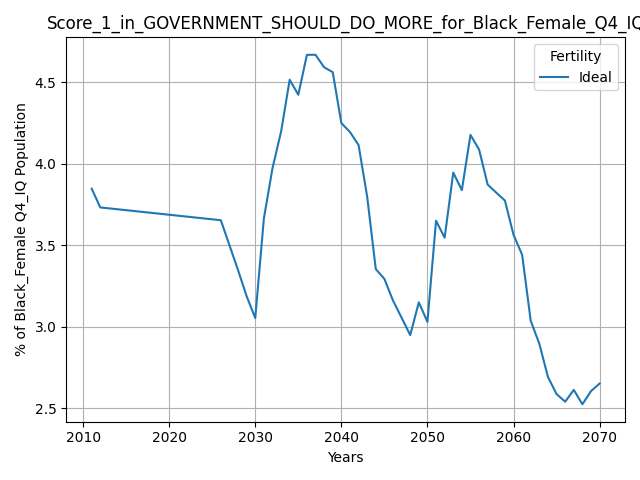 Score_1_in_GOVERNMENT_SHOULD_DO_MORE_for_Black_Female_Q4_IQ
Fertility
Ideal
% of Black_Female Q4_IQ Population
4.5
4.0
3.5
3.0
2.5
2010 2020 2030 2040 2050 2060 2070
Years